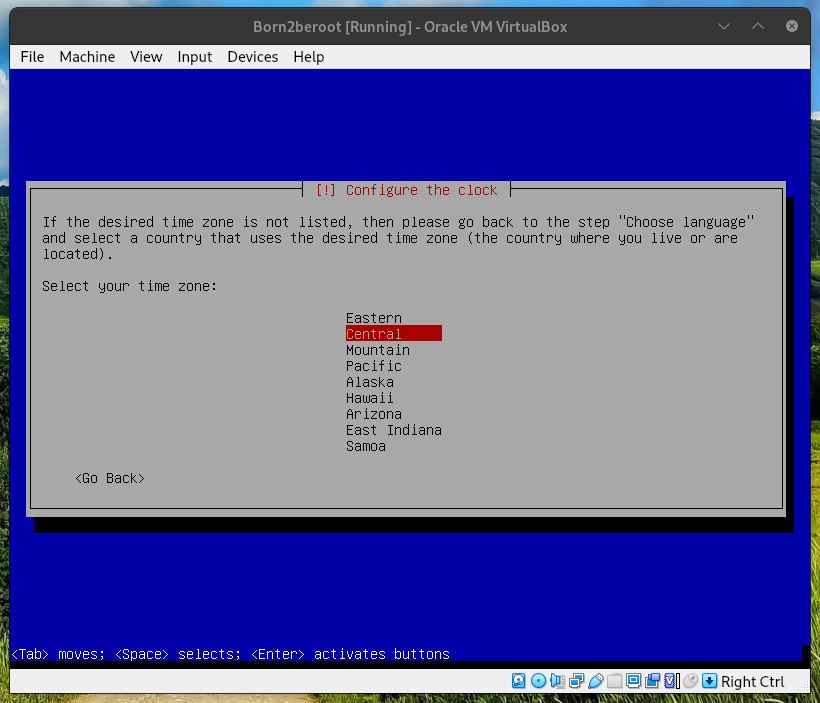 Born2beroot [Running] - Oracle VM VirtualBox
File Machine View Input Devices Help
[!] Configure the clock
If the desired time zone is not listed, then please go back to the step "Choose language"
and select a country that uses the desired time zone (the country where you live or are
located).
Select your time zone:
Eastern
Central
Mountain
Pacific
Alaska
Hawaii
Arizona
East Indiana
Samoa
<Go Back>
<Tab> moves; <Space> selects; <Enter> activates buttons
Right Ctrl